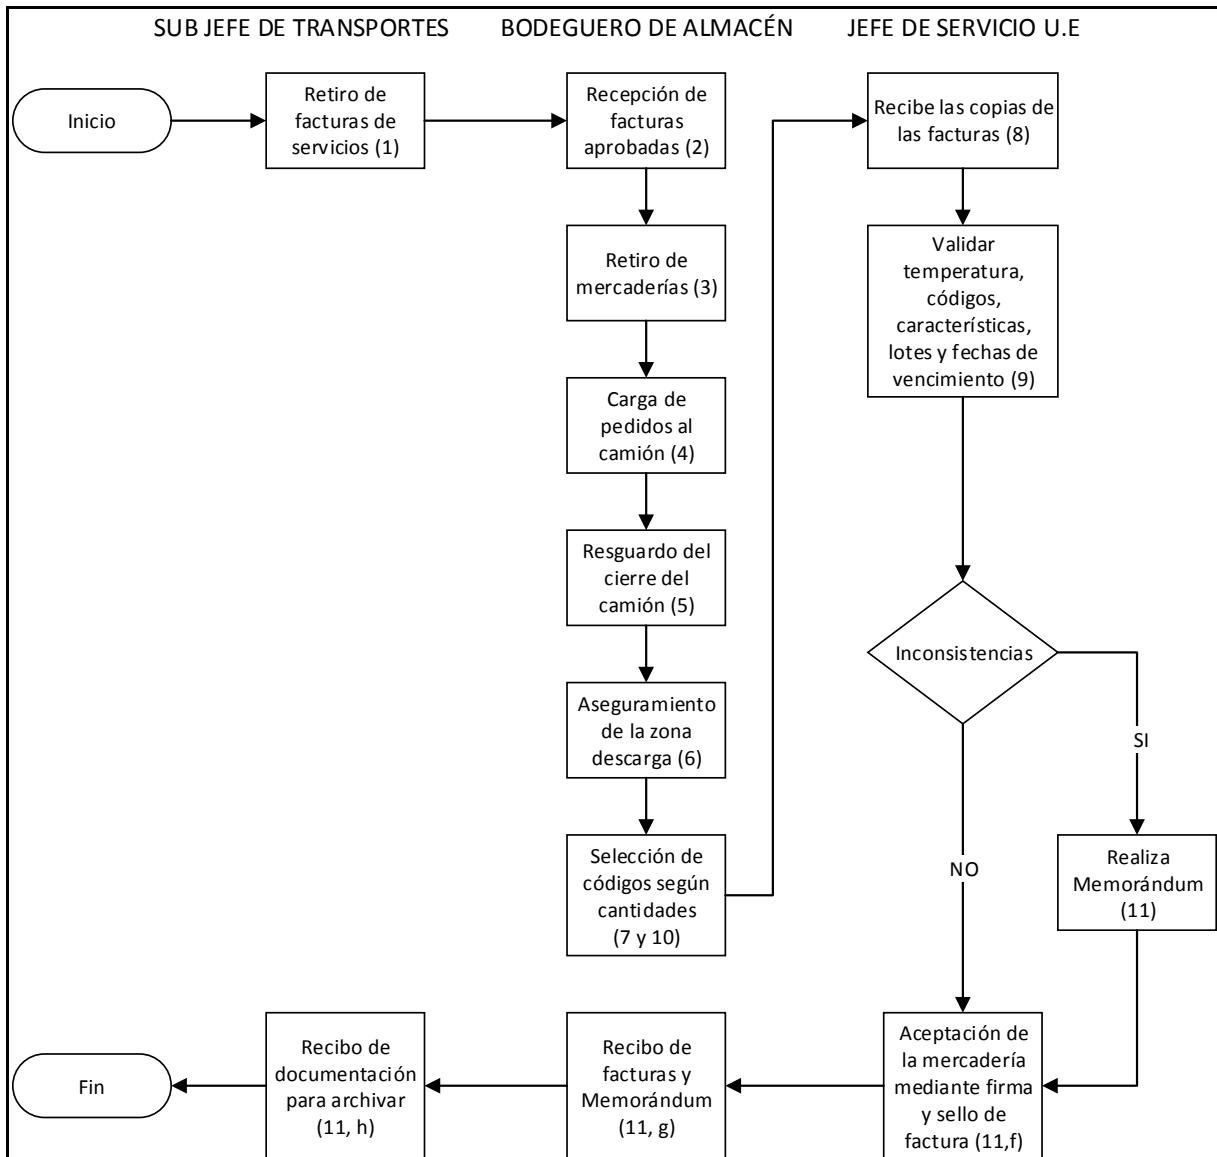 SUB JEFE DE TRANSPORTES
BODEGUERO DE ALMACÉN
JEFE DE SERVICIO U.E
Inicio
Retiro de
facturas de
servicios (1)
Recepción de
facturas
aprobadas (2)
Retiro de
mercaderías (3)
Carga de
pedidos al
camión (4)
Resguardo del
cierre del
camión (5)
Aseguramiento
de la zona
descarga (6)
Selección de
códigos según
cantidades
(7 y 10)
Recibe las copias de
las facturas (8)
Validar
temperatura,
códigos,
características,
lotes y fechas de
vencimiento (9)
Inconsistencias
SI
NO
Realiza
Memorándum
(11)
Aceptación de
la mercadería
mediante firma
y sello de
factura (11,f)
Recibo de
facturas y
Memorándum
(11, g)
Recibo de
documentación
para archivar
(11, h)
Fin